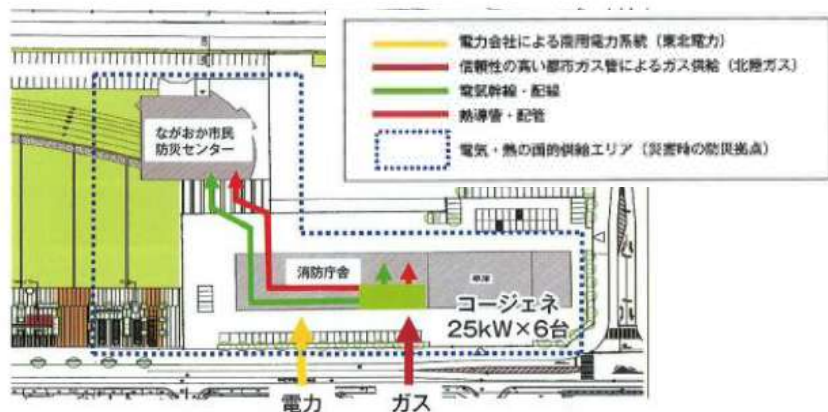 電力会社による商用電力系統（東北電力）
信頼性の高い都市ガス管によるガス供給（北陸ガス）
電気幹線・配線
熱導管・配管
電気・熱の面的供給エリア（災害時の防災拠点）
ながおか市民
防災センター
消防庁舎
車庫
コージェネ
25kW×6台
電力
ガス